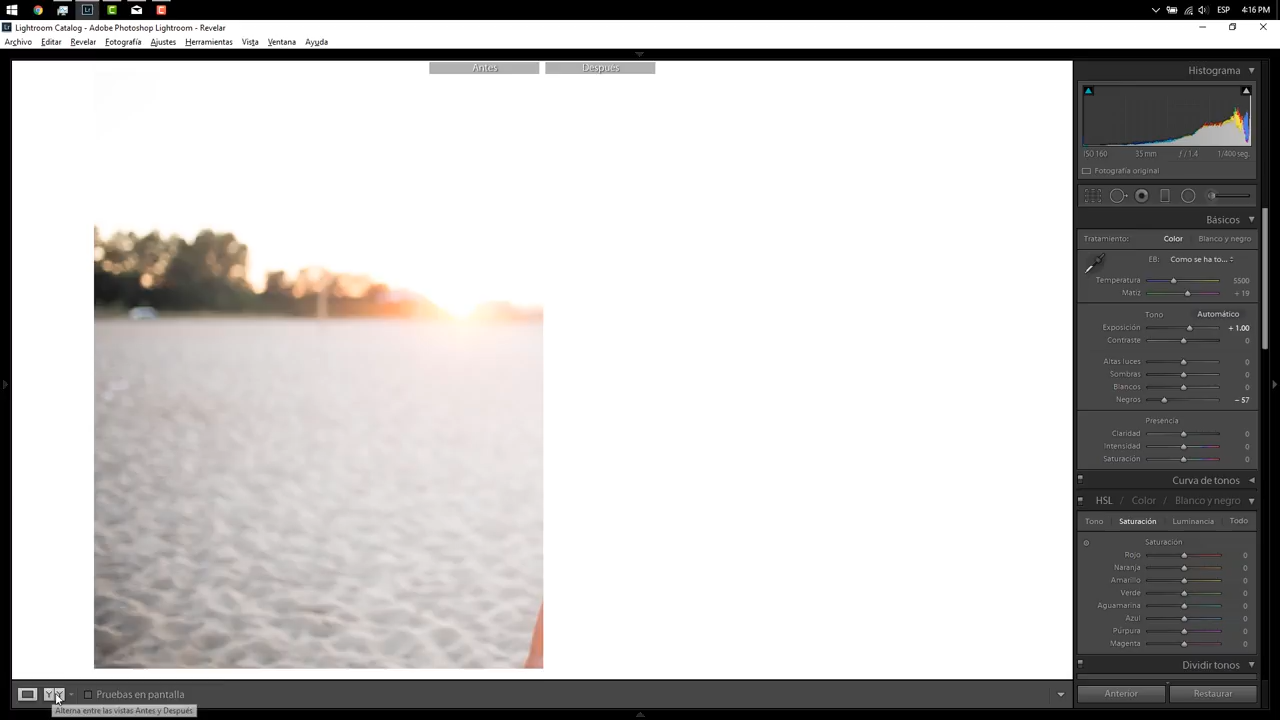 ESP
4:16 PM
Lightroom Catalog - Adobe Photoshop Lightroom - Revelar
Archivo Editar Revelar Fotografía Ajustes Herramientas Vista Ventana Ayuda
Antes Después
Histograma
ISO 160 35 mm ƒ / 1.4 1/400 seg.
Fotografía original
Básicos
Tratamiento: Color Blanco y negro
EB: Como se ha to...
Temperatura 5500
Matiz + 19
Tono Automático
Exposición + 1.00
Contraste 0
Altas luces 0
Sombras 0
Blancos 0
Negros – 57
Presencia
Claridad 0
Intensidad 0
Saturación 0
Curva de tonos
HSL / Color / Blanco y negro
Tono Saturación Luminancia Todo
Saturación
Rojo 0
Naranja 0
Amarillo 0
Verde 0
Aguamarina 0
Azul 0
Púrpura 0
Magenta 0
Dividir tonos
Pruebas en pantalla
Anterior Restaurar
Alterna entre las vistas Antes y Después